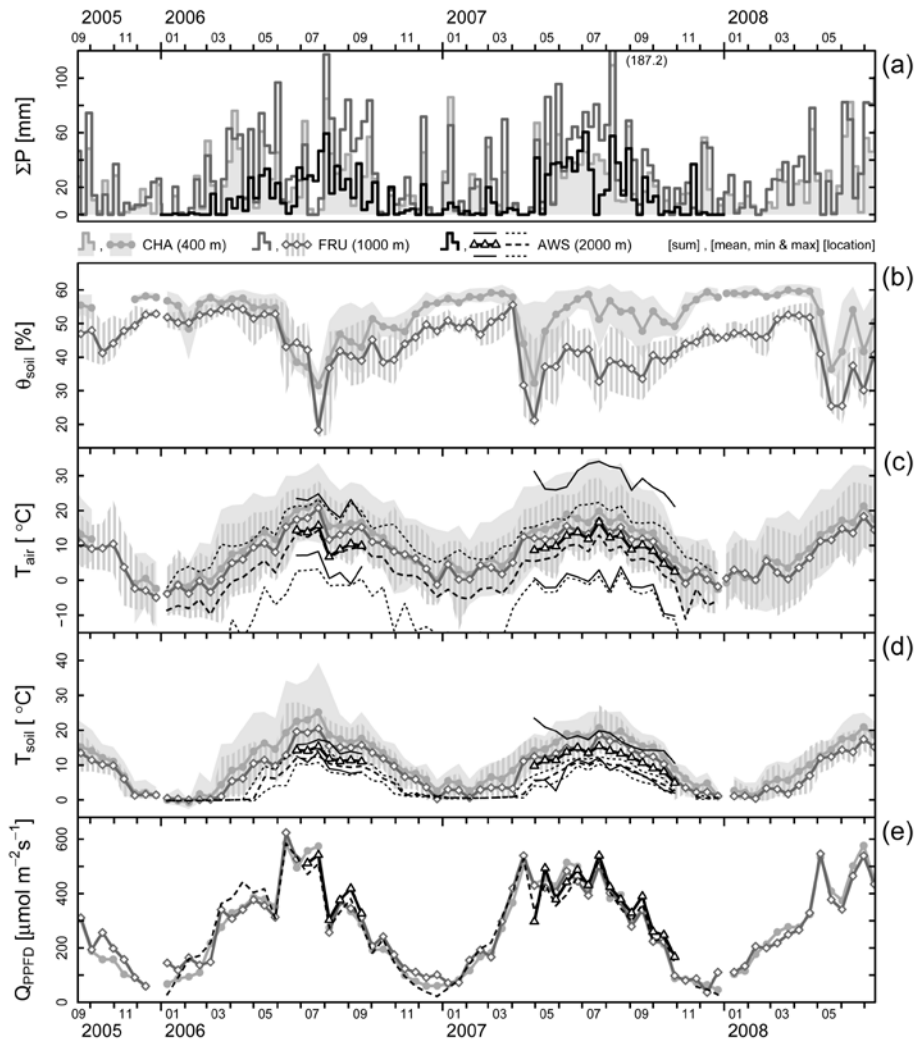 2005 2006 2007 2008
09 11 01 03 05 07 09 11 01 03 05 07 09 11 01 03 05
(a)
(187.2)
ΣP [mm]
100
60
20
0
CHA (400 m) , FRU (1000 m) , AWS (2000 m) [sum] , [mean, min & max] [location]
(b)
θsoil [%]
60
50
40
30
20
(c)
Tair [ °C]
30
20
10
0
−10
(d)
Tsoil [ °C]
40
30
20
10
0
(e)
QPPFD [µmol m−2s−1]
600
400
200
0
09 11 01 03 05 07 09 11 01 03 05 07 09 11 01 03 05
2005 2006 2007 2008